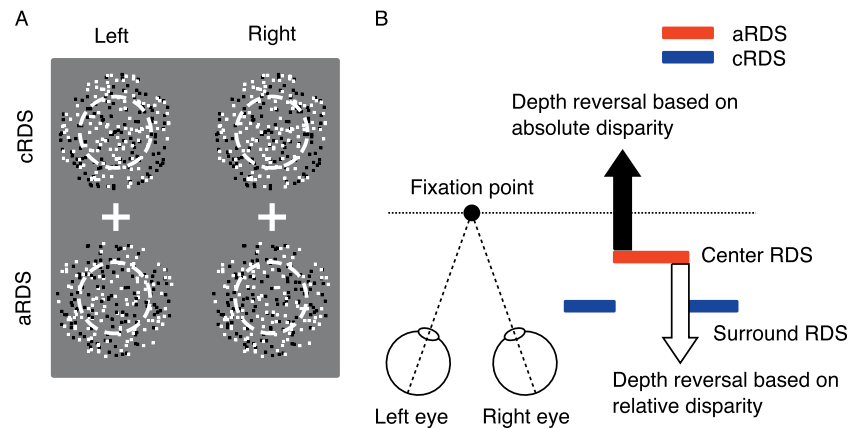 A
Left
Right
cRDS
aRDS
B
aRDS
cRDS
Depth reversal based on
absolute disparity
Fixation point
Center RDS
Surround RDS
Depth reversal based on
relative disparity
Left eye
Right eye